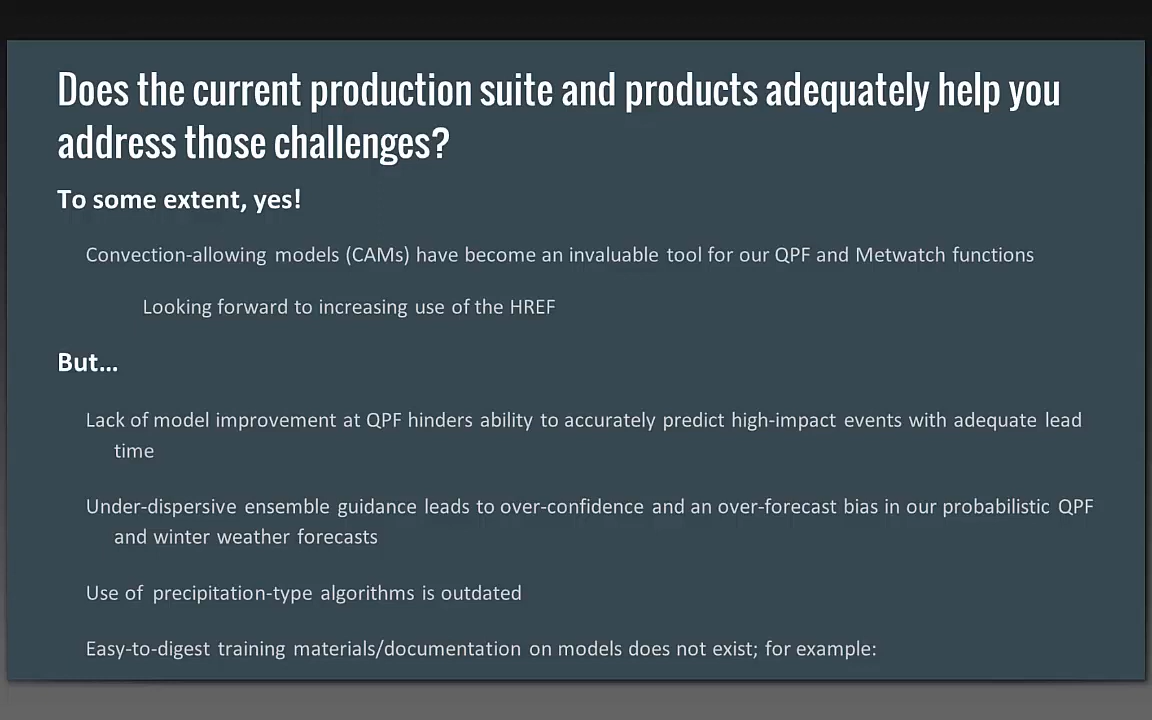 Does the current production suite and products adequately help you
address those challenges?
To some extent, yes!
Convection-allowing models (CAMs) have become an invaluable tool for our QPF and Metwatch functions
Looking forward to increasing use of the HREF
But...
Lack of model improvement at QPF hinders ability to accurately predict high-impact events with adequate lead
time
Under-dispersive ensemble guidance leads to over-confidence and an over-forecast bias in our probabilistic QPF
and winter weather forecasts
Use of precipitation-type algorithms is outdated
Easy-to-digest training materials/documentation on models does not exist; for example: